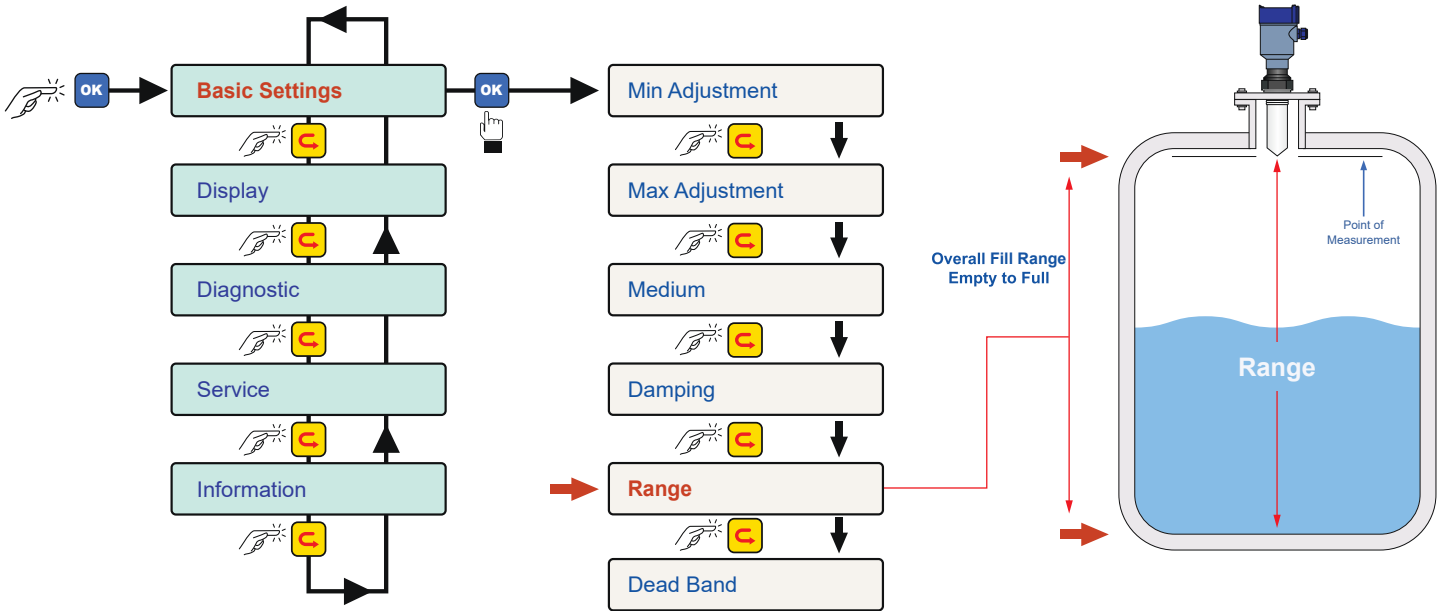 OK
Basic Settings
OK
Display
Diagnostic
Service
Information
Min Adjustment
Max Adjustment
Medium
Damping
Range
Dead Band
Overall Fill Range
Empty to Full
Point of
Measurement
Range